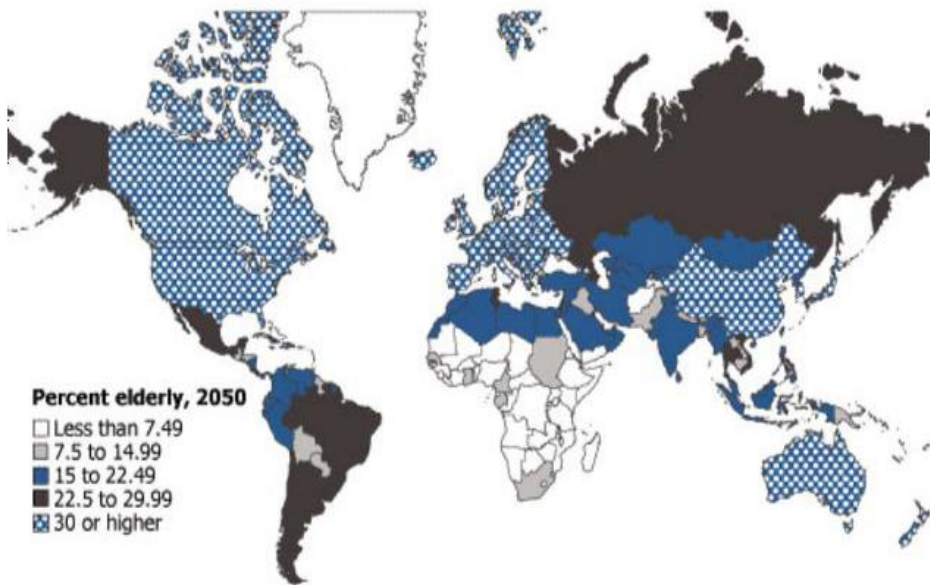 Percent elderly, 2050
Less than 7.49
7.5 to 14.99
15 to 22.49
22.5 to 29.99
30 or higher